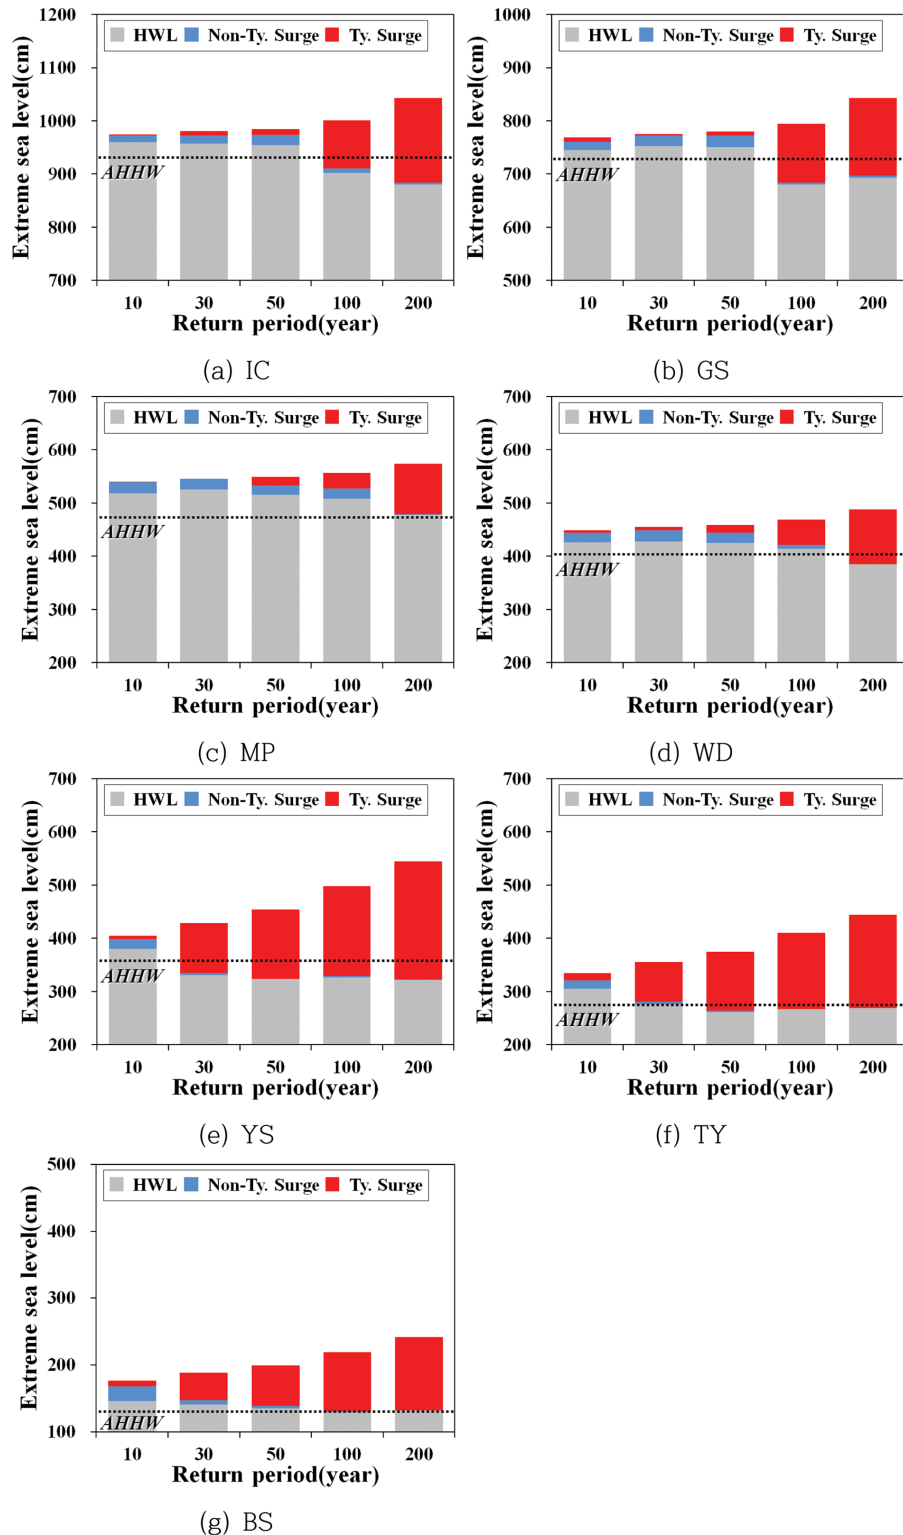 1200
1100
1000
900
800
700
Extreme sea level(cm)
HWL Non-Ty. Surge Ty. Surge
AHHW
10 30 50 100 200
Return period(year)
(a) IC
1000
900
800
700
600
500
Extreme sea level(cm)
HWL Non-Ty. Surge Ty. Surge
AHHW
10 30 50 100 200
Return period(year)
(b) GS
700
600
500
400
300
200
Extreme sea level(cm)
HWL Non-Ty. Surge Ty. Surge
AHHW
10 30 50 100 200
Return period(year)
(c) MP
700
600
500
400
300
200
Extreme sea level(cm)
HWL Non-Ty. Surge Ty. Surge
AHHW
10 30 50 100 200
Return period(year)
(d) WD
700
600
500
400
300
200
Extreme sea level(cm)
HWL Non-Ty. Surge Ty. Surge
AHHW
10 30 50 100 200
Return period(year)
(e) YS
700
600
500
400
300
200
Extreme sea level(cm)
HWL Non-Ty. Surge Ty. Surge
AHHW
10 30 50 100 200
Return period(year)
(f) TY
500
400
300
200
100
Extreme sea level(cm)
HWL Non-Ty. Surge Ty. Surge
AHHW
10 30 50 100 200
Return period(year)
(g) BS